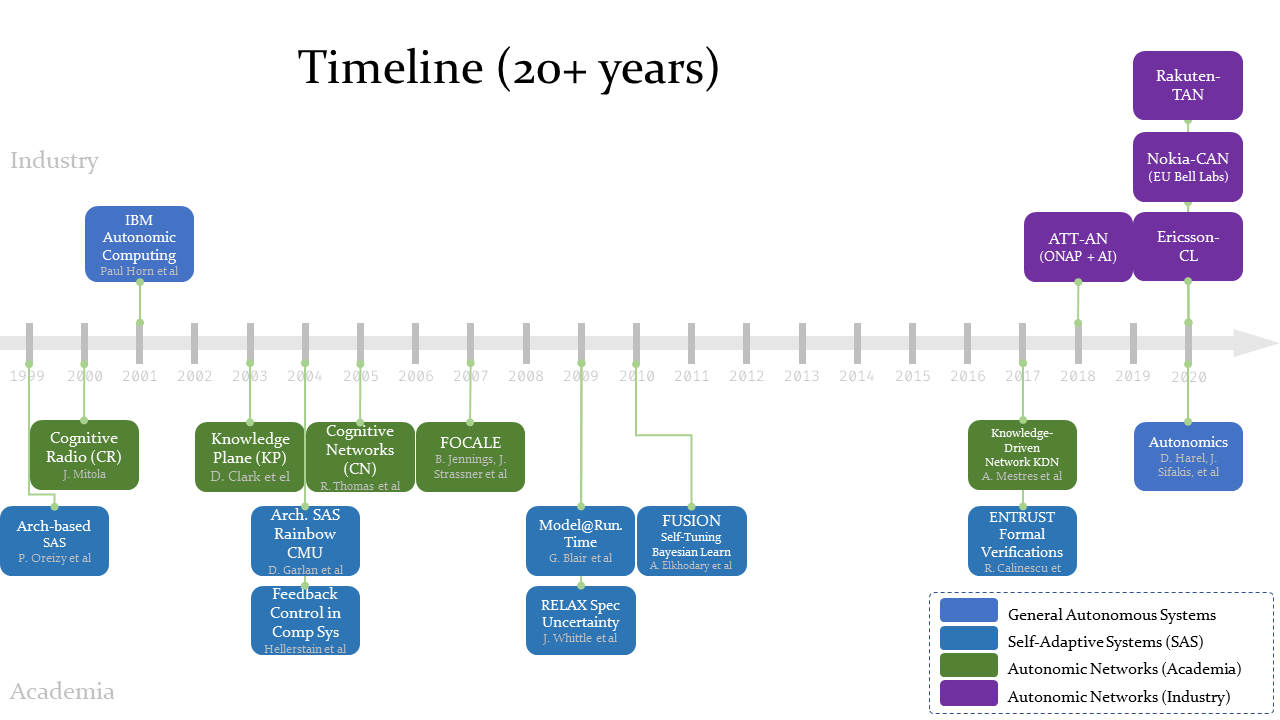 Timeline (20+ years)
Rakuten-
TAN
Industry
Nokia-CAN
(EU Bell Labs)
IBM
Autonomic
Computing
Paul Horn et al
ATT-AN
(ONAP + AI)
Ericsson-
CL
1999 2000 2001 2002 2003 2004 2005 2006 2007 2008 2009 2010 2011 2012 2013 2014 2015 2016 2017 2018 2019 2020
Cognitive
Radio (CR)
J. Mitola
Knowledge
Plane (KP)
D. Clark et el
Cognitive
Networks
(CN)
R. Thomas et al
FOCALE
B. Jennings, J.
Strassner et al
Knowledge-
Driven
Network KDN
A. Mestres et al
Autonomics
D. Harel, J.
Sifakis, et al
Arch-based
SAS
P. Oreizy et al
Arch. SAS
Rainbow
CMU
D. Garlan et al
Model@Run.
Time
G. Blair et al
FUSION
Self-Tuning
Bayesian Learn
A. Elkhodary et al
ENTRUST
Formal
Verifications
R. Calinescu et
Feedback
Control in
Comp Sys
Hellerstain et al
RELAX Spec
Uncertainty
J. Whittle et al
General Autonomous Systems
Self-Adaptive Systems (SAS)
Autonomic Networks (Academia)
Autonomic Networks (Industry)
Academia